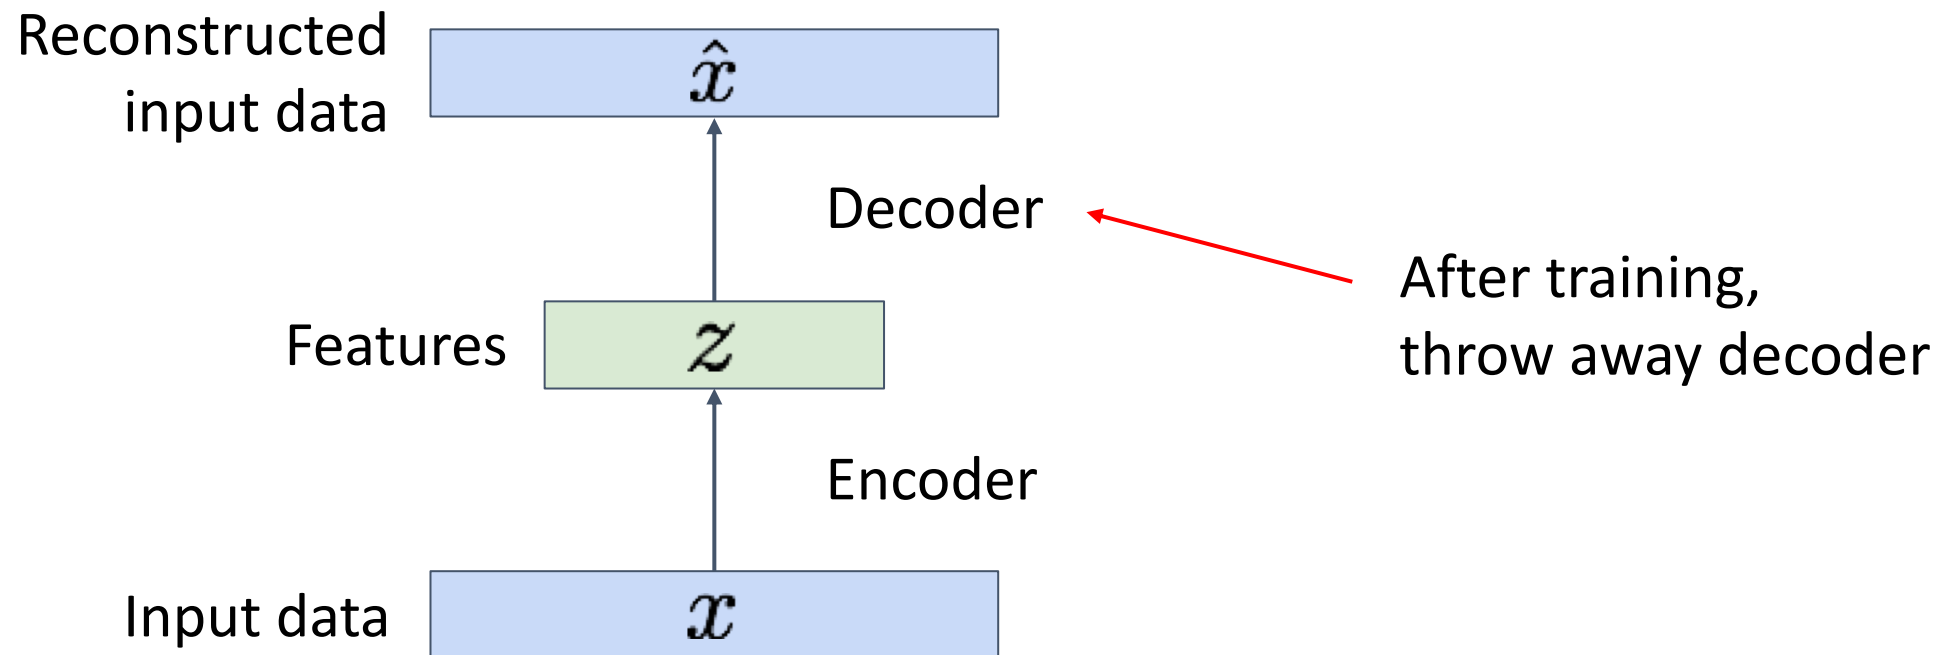 Reconstructed
input data
x̂
Decoder
After training,
throw away decoder
Features
z
Encoder
Input data
x